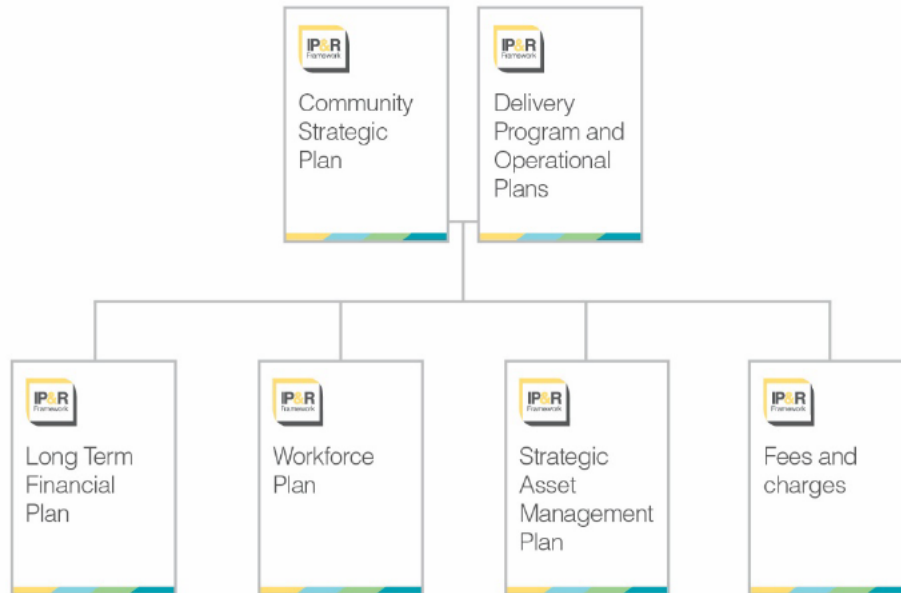 IP&R
Framework
Community
Strategic
Plan
IP&R
Framework
Delivery
Program and
Operational
Plans
IP&R
Framework
Long Term
Financial
Plan
IP&R
Framework
Workforce
Plan
IP&R
Framework
Strategic
Asset
Management
Plan
IP&R
Framework
Fees and
charges